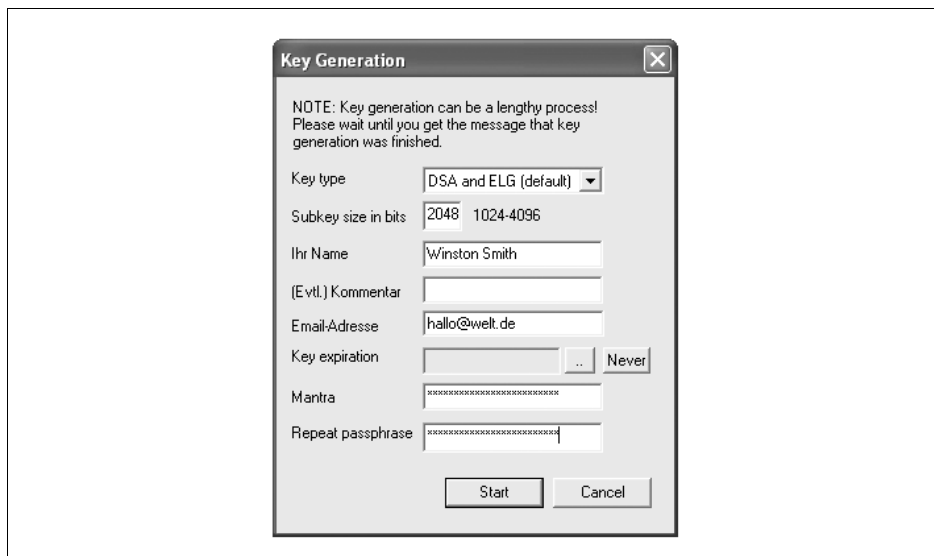 Key Generation
NOTE: Key generation can be a lengthy process!
Please wait until you get the message that key
generation was finished.
Key type DSA and ELG (default)
Subkey size in bits 2048 1024-4096
Ihr Name Winston Smith
(Evtl.) Kommentar
Email-Adresse hallo@welt.de
Key expiration .. Never
Mantra *************************
Repeat passphrase *************************
Start Cancel